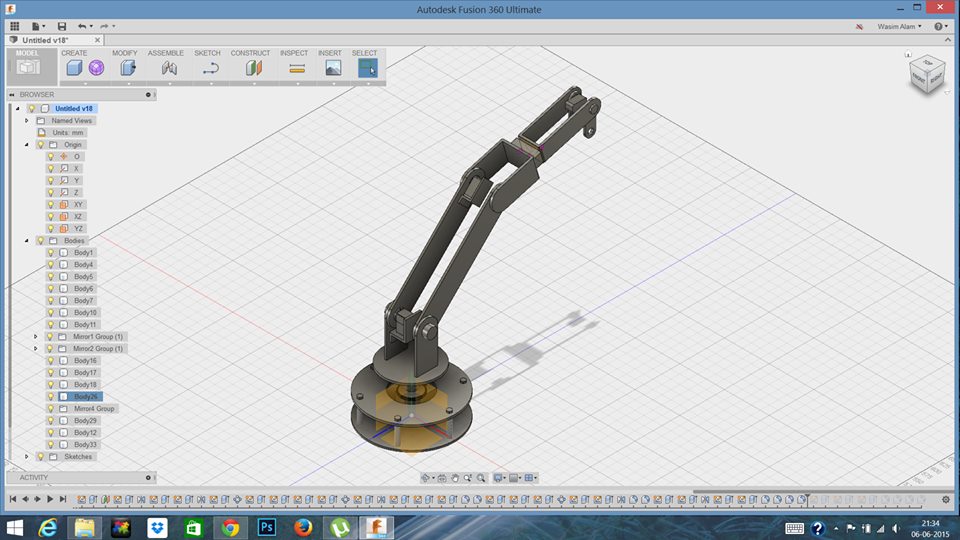 Autodesk Fusion 360 Ultimate
Wasim Alam
Untitled v18*
MODEL
CREATE
MODIFY
ASSEMBLE
SKETCH
CONSTRUCT
INSPECT
INSERT
SELECT
TOP
FRONT
RIGHT
BROWSER
Untitled v18
Named Views
Units: mm
Origin
O
X
Y
Z
XY
XZ
YZ
Bodies
Body1
Body4
Body5
Body6
Body7
Body10
Body11
Mirror1 Group (1)
Mirror2 Group (1)
Body16
Body17
Body18
Body26
Mirror4 Group
Body29
Body12
Body33
Sketches
ACTIVITY
Ps
21:34
06-06-2015